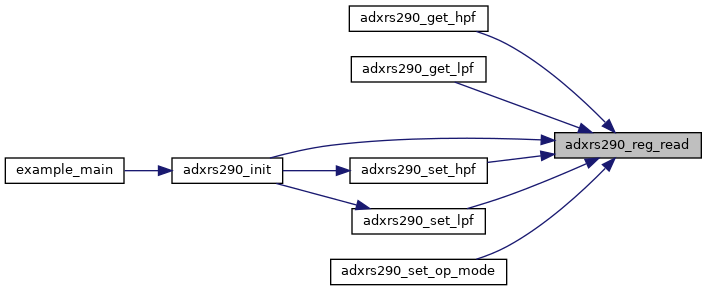 adxrs290_get_hpf
adxrs290_get_lpf
adxrs290_reg_read
example_main
adxrs290_init
adxrs290_set_hpf
adxrs290_set_lpf
adxrs290_set_op_mode